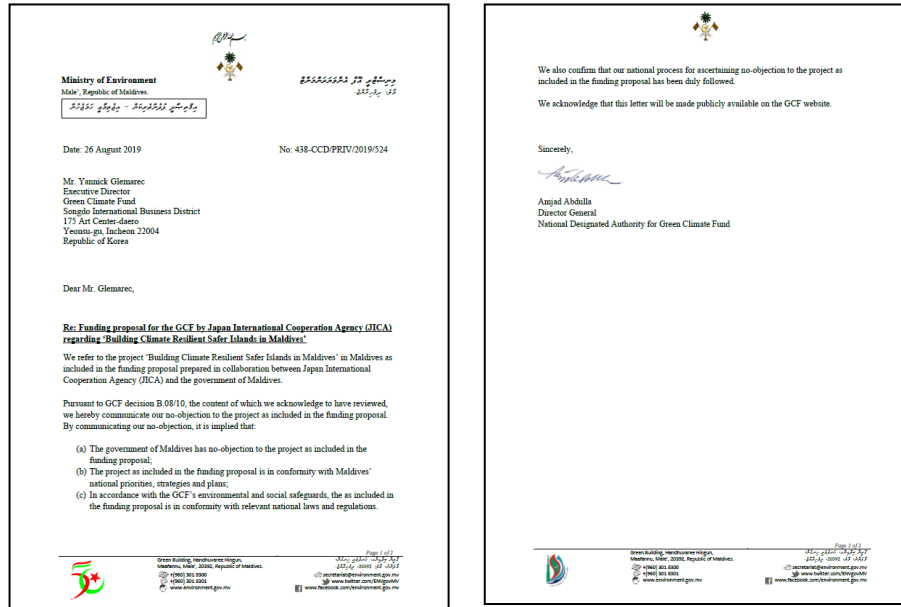 Ministry of Environment
Male', Republic of Maldives.
Date: 26 August 2019
No: 438-CCD/PRIV/2019/524
Mr. Yannick Glemarec
Executive Director
Green Climate Fund
Songdo International Business District
175 Art Center-daero
Yeonsu-gu, Incheon 22004
Republic of Korea
Dear Mr. Glemarec,
Re: Funding proposal for the GCF by Japan International Cooperation Agency (JICA)
regarding 'Building Climate Resilient Safer Islands in Maldives'
We refer to the project 'Building Climate Resilient Safer Islands in Maldives' in Maldives as
included in the funding proposal prepared in collaboration between Japan International
Cooperation Agency (JICA) and the government of Maldives.
Pursuant to GCF decision B.08/10, the content of which we acknowledge to have reviewed,
we hereby communicate our no-objection to the project as included in the funding proposal.
By communicating our no-objection, it is implied that:
(a) The government of Maldives has no-objection to the project as included in the
funding proposal;
(b) The project as included in the funding proposal is in conformity with Maldives'
national priorities, strategies and plans;
(c) In accordance with the GCF's environmental and social safeguards, the as included in
the funding proposal is in conformity with relevant national laws and regulations.
Page 1 of 2
Green Building, Handhuvaree Hingun,
Maafannu, Male', 20392, Republic of Maldives.
+(960) 301 8300
+(960) 301 8301
www.environment.gov.mv
secretariat@environment.gov.mv
www.twitter.com/ENVgovMV
www.facebook.com/environment.gov.mv
We also confirm that our national process for ascertaining no-objection to the project as
included in the funding proposal has been duly followed.
We acknowledge that this letter will be made publicly available on the GCF website.
Sincerely,
Amjad Abdulla
Director General
National Designated Authority for Green Climate Fund
Page 2 of 2
Green Building, Handhuvaree Hingun,
Maafannu, Male', 20392, Republic of Maldives.
+(960) 301 8300
+(960) 301 8301
www.environment.gov.mv
secretariat@environment.gov.mv
www.twitter.com/ENVgovMV
www.facebook.com/environment.gov.mv